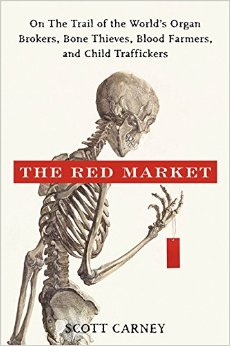 On The Trail of the World's Organ
Brokers, Bone Thieves, Blood Farmers,
and Child Traffickers
THE RED MARKET
SCOTT CARNEY